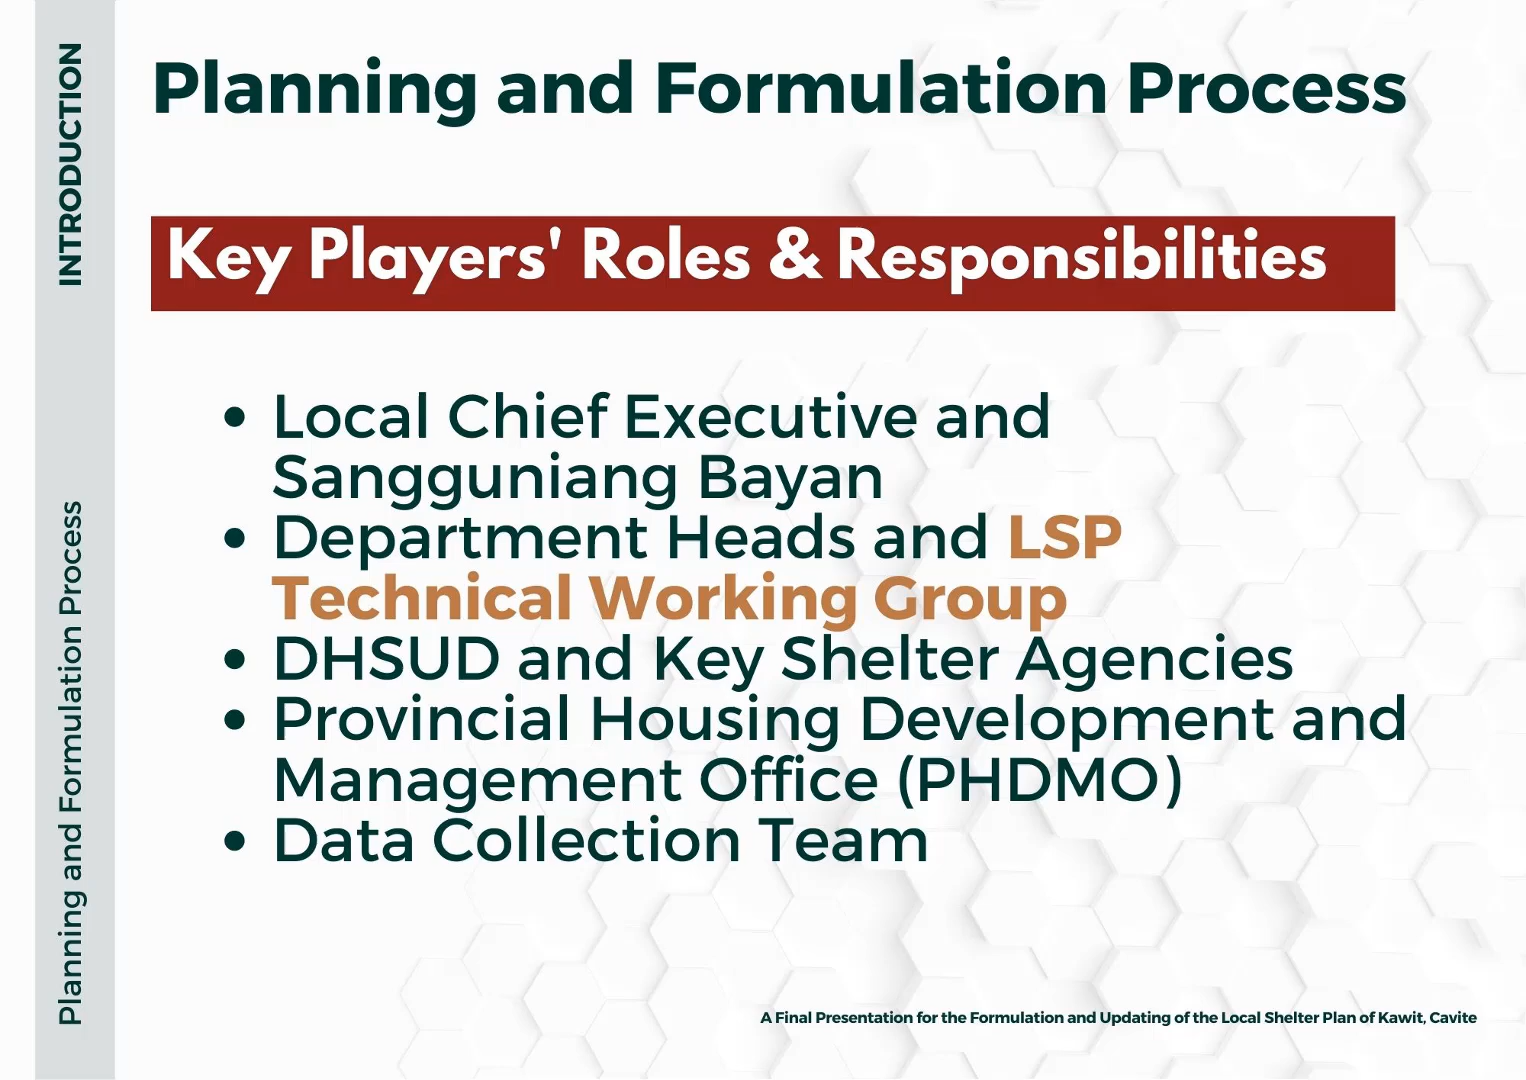 INTRODUCTION
Planning and Formulation Process
Planning and Formulation Process
Key Players' Roles & Responsibilities
• Local Chief Executive and
Sangguniang Bayan
• Department Heads and LSP
Technical Working Group
• DHSUD and Key Shelter Agencies
• Provincial Housing Development and
Management Office (PHDMO)
• Data Collection Team
A Final Presentation for the Formulation and Updating of the Local Shelter Plan of Kawit, Cavite